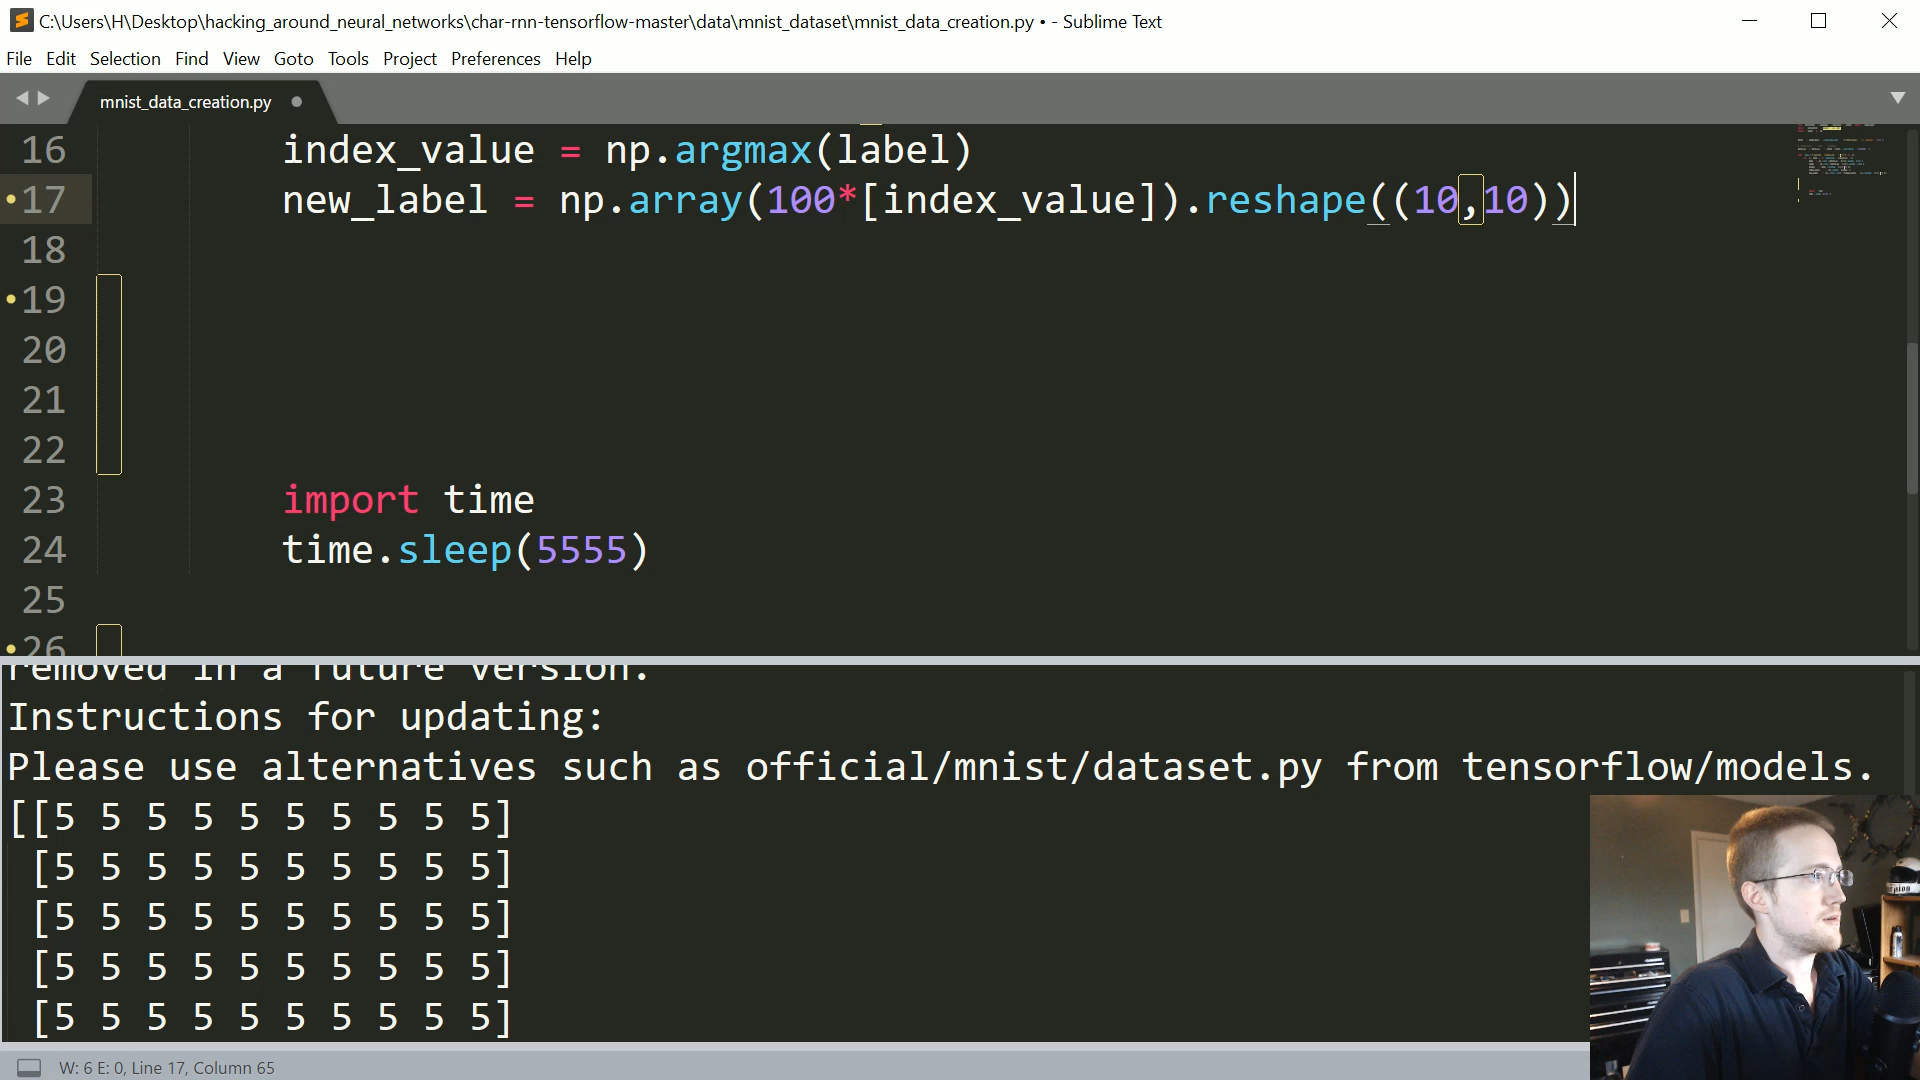 C:\Users\H\Desktop\hacking_around_neural_networks\char-rnn-tensorflow-master\data\mnist_dataset\mnist_data_creation.py • - Sublime Text
File Edit Selection Find View Goto Tools Project Preferences Help
mnist_data_creation.py
16 index_value = np.argmax(label)
17 new_label = np.array(100*[index_value]).reshape((10,10))
18
19
20
21
22
23 import time
24 time.sleep(5555)
25
26
removed in a future version.
Instructions for updating:
Please use alternatives such as official/mnist/dataset.py from tensorflow/models.
[[5 5 5 5 5 5 5 5 5 5]
[5 5 5 5 5 5 5 5 5 5]
[5 5 5 5 5 5 5 5 5 5]
[5 5 5 5 5 5 5 5 5 5]
[5 5 5 5 5 5 5 5 5 5]
W: 6 E: 0, Line 17, Column 65